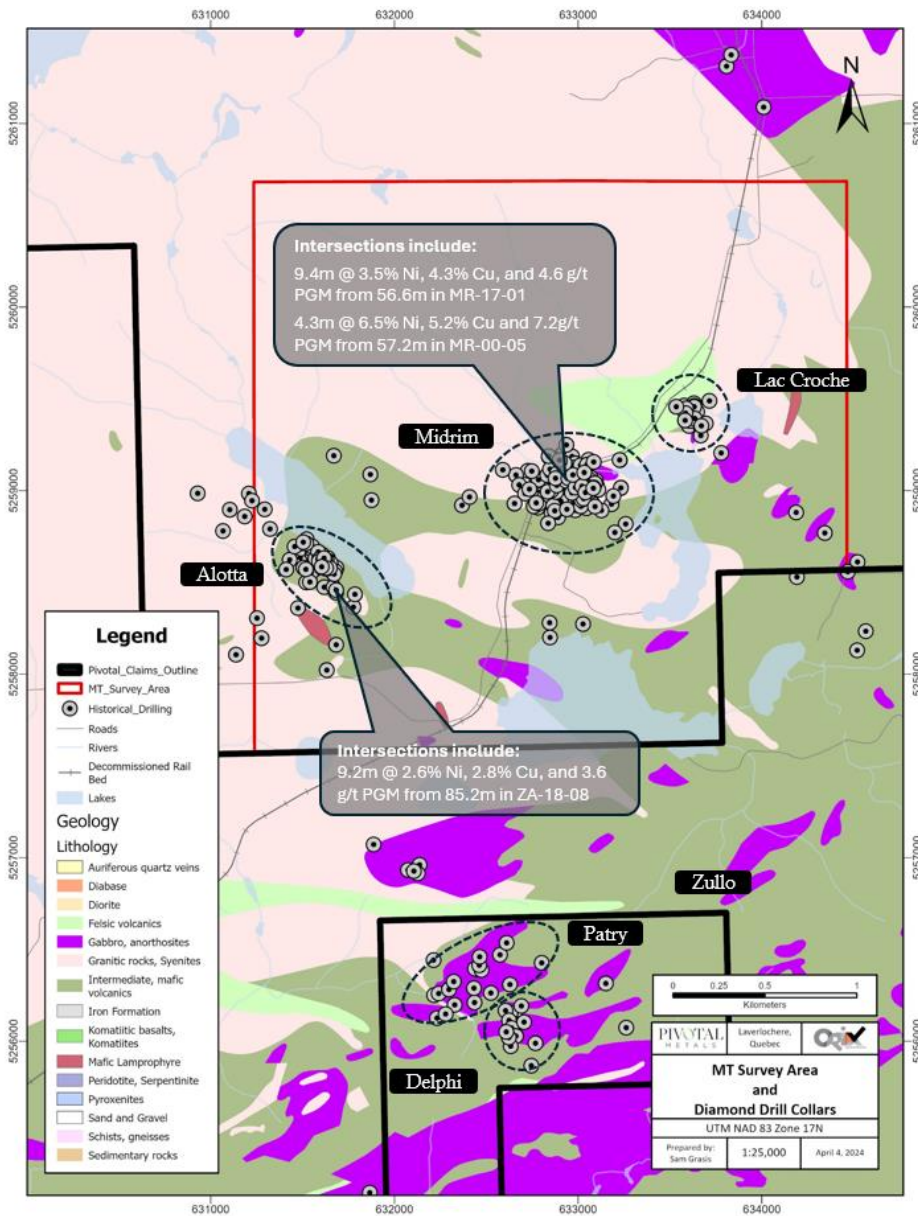 631000
632000
633000
634000
N
5261000
5261000
Intersections include:
9.4m @ 3.5% Ni, 4.3% Cu, and 4.6 g/t
PGM from 56.6m in MR-17-01
4.3m @ 6.5% Ni, 5.2% Cu and 7.2g/t
PGM from 57.2m in MR-00-05
5260000
5260000
Lac Croche
Midrim
5259000
5259000
Alotta
Legend
Pivotal_Claims_Outline
MT_Survey_Area
Historical_Drilling
Roads
Rivers
Decommissioned Rail
Bed
Lakes
Geology
Lithology
Auriferous quartz veins
Diabase
Diorite
Felsic volcanics
Gabbro, anorthosites
Granitic rocks, Syenites
Intermediate, mafic
volcanics
Iron Formation
Komatiitic basalts,
Komatiites
Mafic Lamprophyre
Peridotite, Serpentinite
Pyroxenites
Sand and Gravel
Schists, gneisses
Sedimentary rocks
5258000
5258000
Intersections include:
9.2m @ 2.6% Ni, 2.8% Cu, and 3.6
g/t PGM from 85.2m in ZA-18-08
5257000
5257000
Zullo
Patry
Delphi
5256000
5256000
0 0.25 0.5 1
Kilometers
PIVOTAL
METALS
Laverlochere,
Quebec
MT Survey Area
and
Diamond Drill Collars
UTM NAD 83 Zone 17N
Prepared by:
Sam Grasis
1:25,000
April 4, 2024
631000
632000
633000
634000